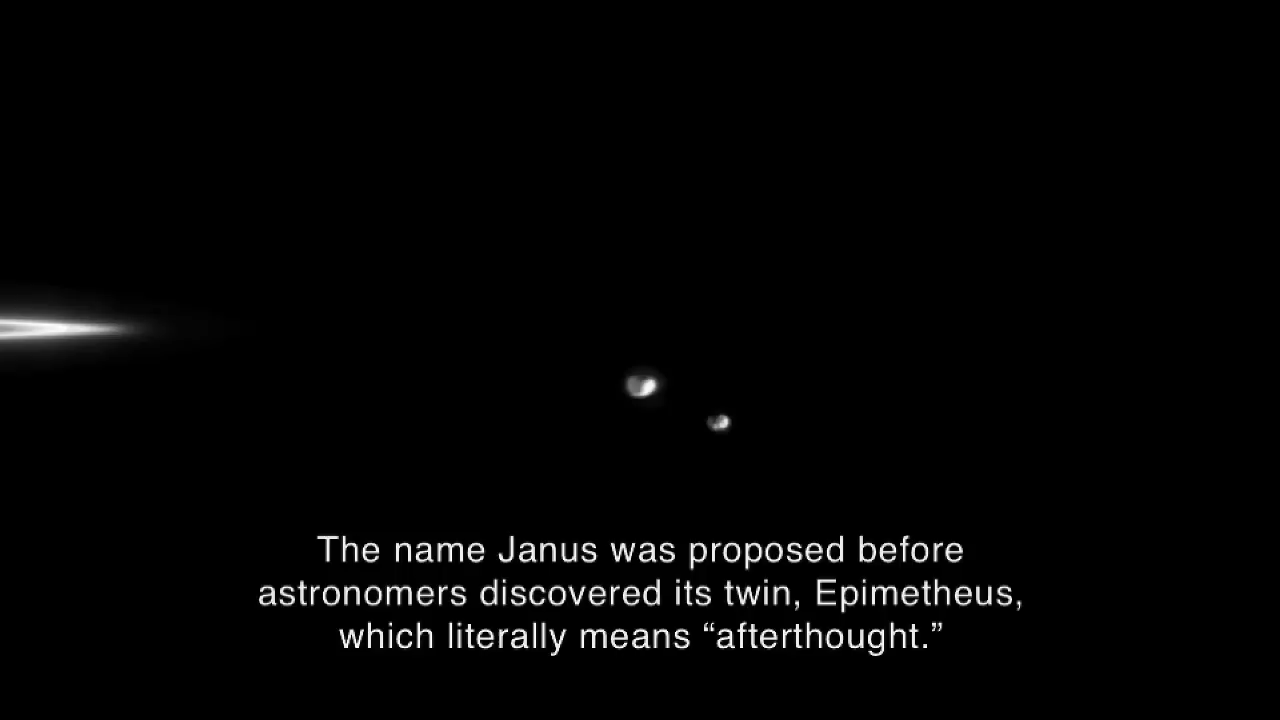 The name Janus was proposed before
astronomers discovered its twin, Epimetheus,
which literally means “afterthought.”